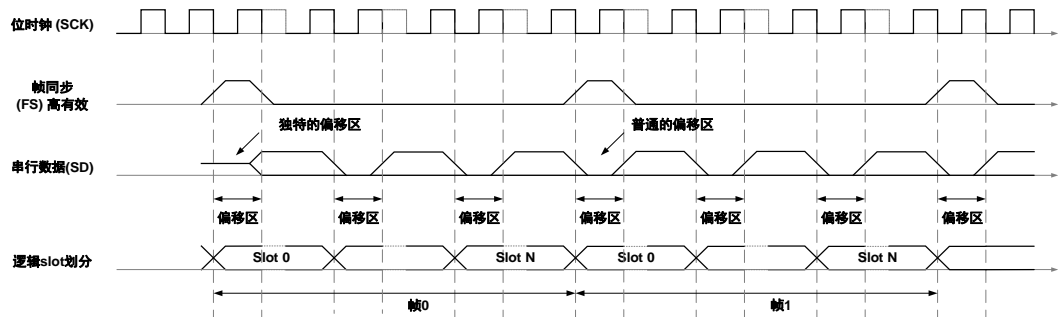 位时钟 (SCK)
帧同步
(FS) 高有效
独特的偏移区
普通的偏移区
串行数据(SD)
偏移区
偏移区
偏移区
偏移区
偏移区
偏移区
偏移区
逻辑slot划分
Slot 0
Slot N
Slot 0
Slot N
帧0
帧1